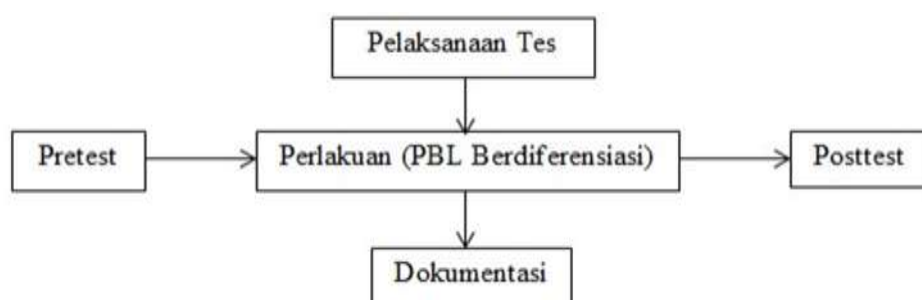 Pelaksanaan Tes
Pretest
Perlakuan (PBL Berdiferensiasi)
Posttest
Dokumentasi